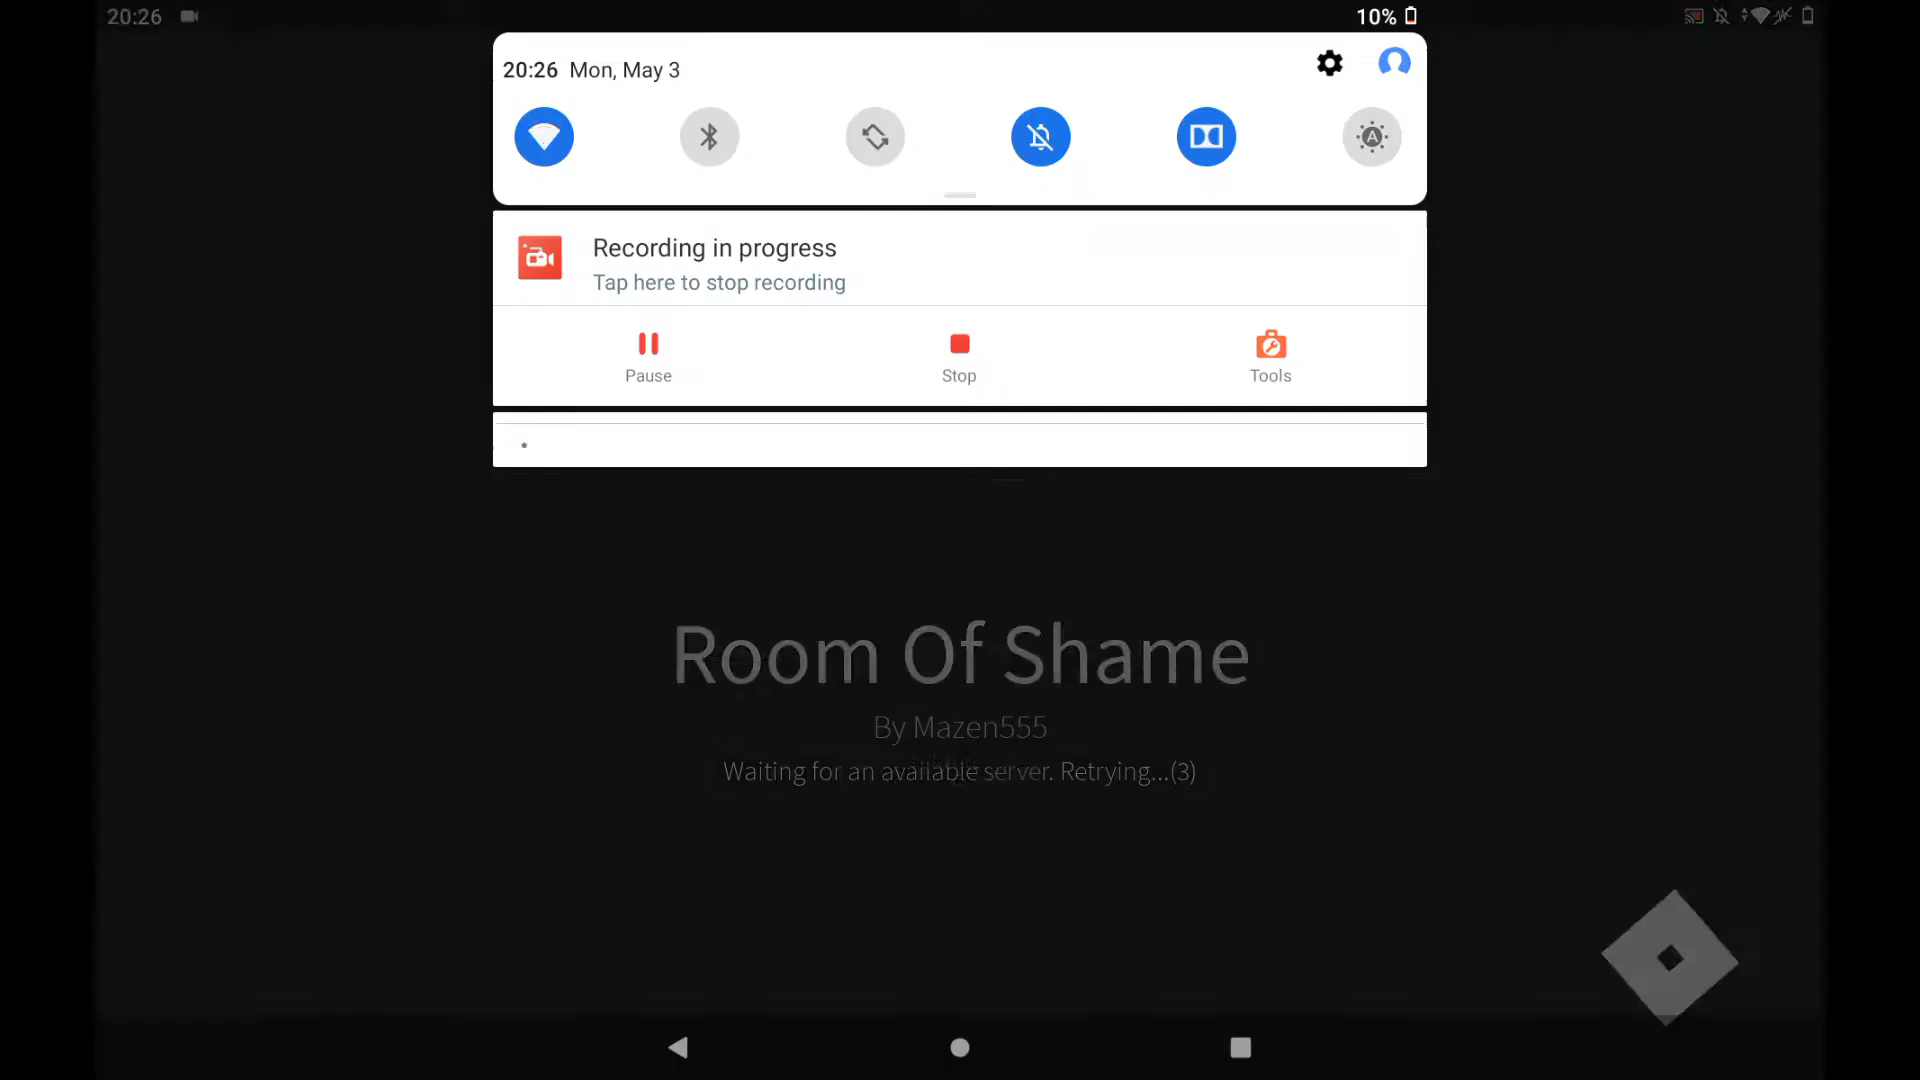 20:26
10%
20:26 Mon, May 3
Recording in progress
Tap here to stop recording
Pause
Stop
Tools
Room Of Shame
By Mazen555
Waiting for an available server. Retrying...(3)